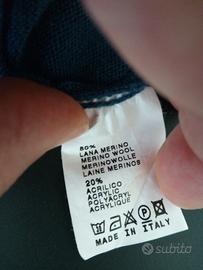 80%
LANA MERINO
MERINO WOOL
MERINOWOLLE
LAINE MERINOS
20%
ACRILICO
ACRYLIC
POLYACRYL
ACRYLIQUE
P
MADE IN ITALY
subito